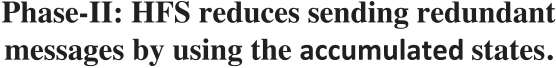 Phase-II: HFS reduces sending redundant
messages by using the accumulated states.